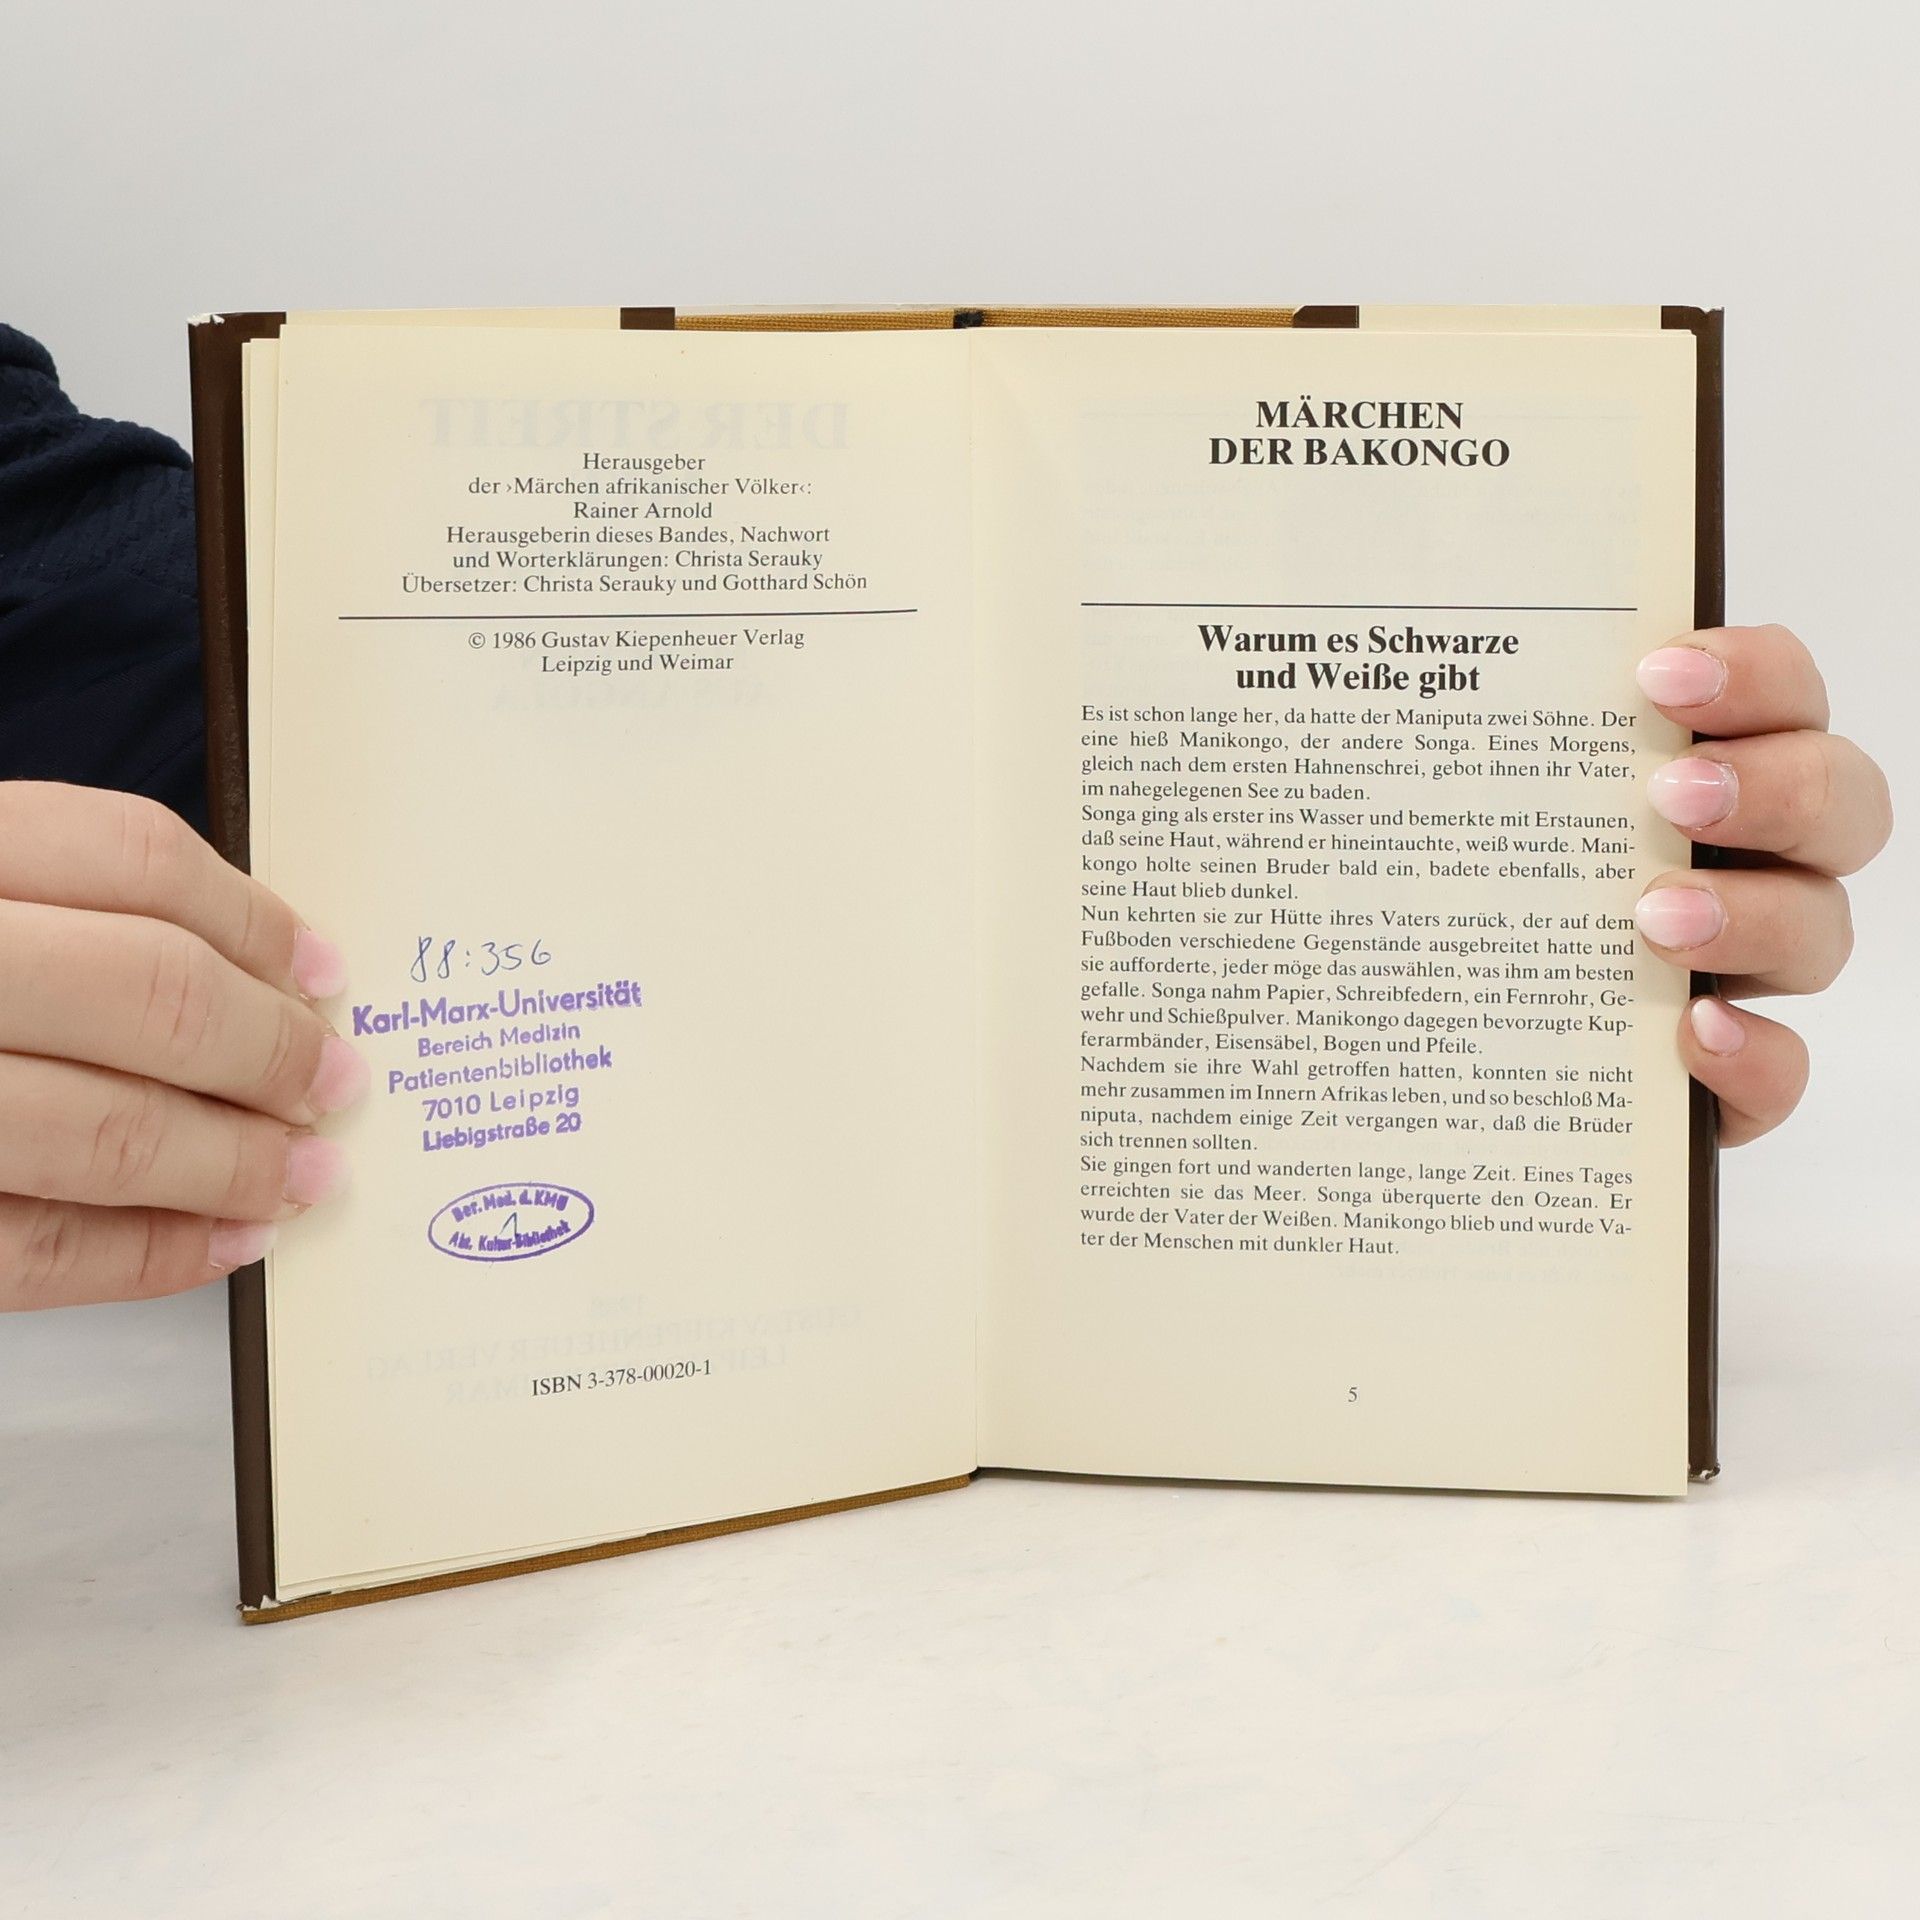 Herausgeber
der ›Märchen afrikanischer Völker‹:
Rainer Arnold
Herausgeberin dieses Bandes, Nachwort
und Worterklärungen: Christa Serauky
Übersetzer: Christa Serauky und Gotthard Schön
© 1986 Gustav Kiepenheuer Verlag
Leipzig und Weimar
88:356
Karl-Marx-Universität
Bereich Medizin
Patientenbibliothek
7010 Leipzig
Liebigstraße 20
Ber. Med. d. KMU
1
Abt. Kultur-Bibliothek
ISBN 3-378-00020-1
MÄRCHEN
DER BAKONGO
Warum es Schwarze
und Weiße gibt
Es ist schon lange her, da hatte der Maniputa zwei Söhne. Der
eine hieß Manikongo, der andere Songa. Eines Morgens,
gleich nach dem ersten Hahnenschrei, gebot ihnen ihr Vater,
im nahegelegenen See zu baden.
Songa ging als erster ins Wasser und bemerkte mit Erstaunen,
daß seine Haut, während er hineintauchte, weiß wurde. Mani-
kongo holte seinen Bruder bald ein, badete ebenfalls, aber
seine Haut blieb dunkel.
Nun kehrten sie zur Hütte ihres Vaters zurück, der auf dem
Fußboden verschiedene Gegenstände ausgebreitet hatte und
sie aufforderte, jeder möge das auswählen, was ihm am besten
gefalle. Songa nahm Papier, Schreibfedern, ein Fernrohr, Ge-
wehr und Schießpulver. Manikongo dagegen bevorzugte Kup-
ferarmbänder, Eisensäbel, Bogen und Pfeile.
Nachdem sie ihre Wahl getroffen hatten, konnten sie nicht
mehr zusammen im Innern Afrikas leben, und so beschloß Ma-
niputa, nachdem einige Zeit vergangen war, daß die Brüder
sich trennen sollten.
Sie gingen fort und wanderten lange, lange Zeit. Eines Tages
erreichten sie das Meer. Songa überquerte den Ozean. Er
wurde der Vater der Weißen. Manikongo blieb und wurde Va-
ter der Menschen mit dunkler Haut.
5